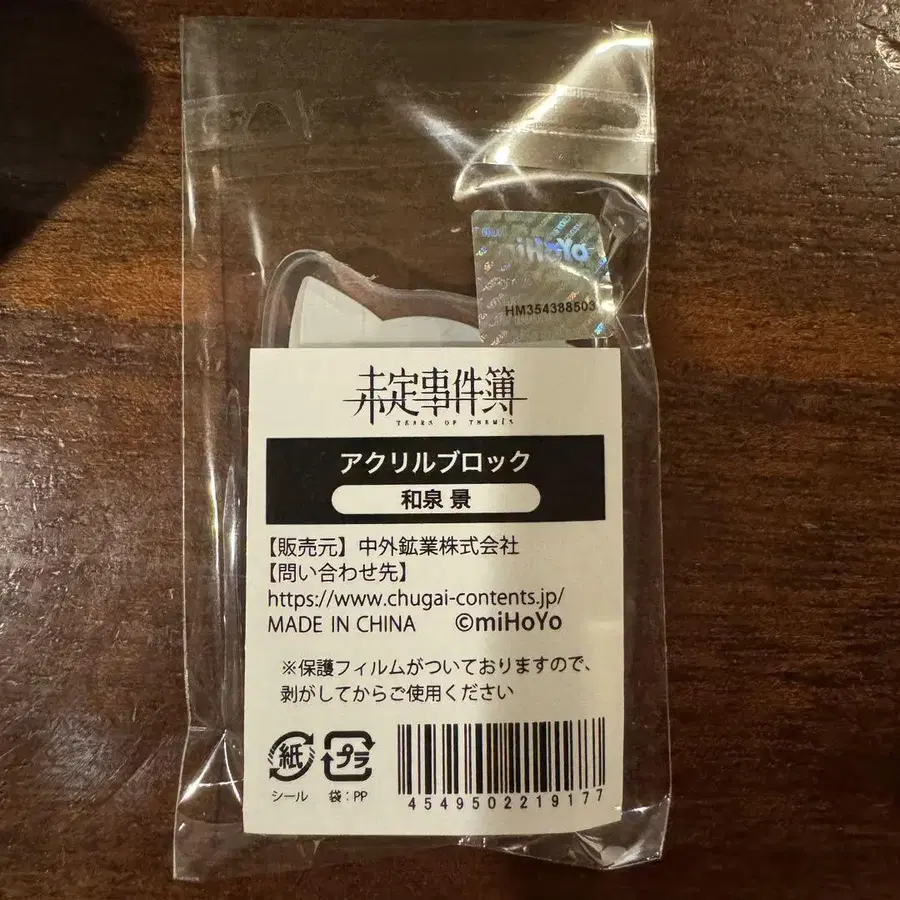 miHoYo
HM354388503
未定事件簿
TEARS OF THEMIS
アクリルブロック
和泉 景
【販売元】中外鉱業株式会社
【問い合わせ先】
https://www.chugai-contents.jp/
MADE IN CHINA ©miHoYo
※保護フィルムがついておりますので、
剥がしてからご使用ください
紙 プラ
シール 袋：PP
4549502219177